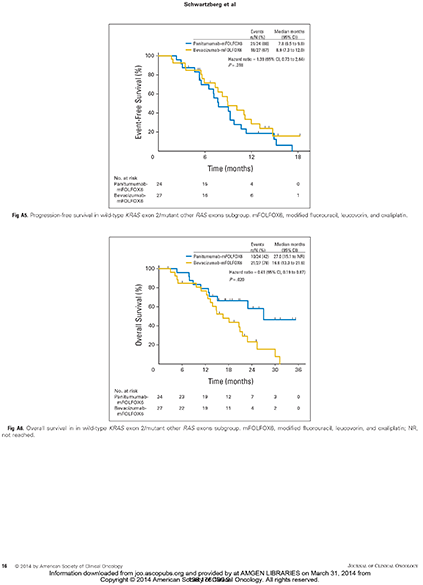 Schwartzberg et al
Events
n/N (%)
Median months
(95% CI)
Panitumumab-mFOLFOX6
Bevacizumab-mFOLFOX6
P =
Event-Free Survival (%)
100
80
60
40
20
0 6 12 18
Time (months)
No. at risk
Panitumumab-mFOLFOX6 24 15 4 0
Bevacizumab-mFOLFOX6 27 16 6 1
Fig A5. Progression-free survival in wild-type KRAS exon 2/mutant other RAS exons subgroup. mFOLFOX6, modified fluorouracil, leucovorin, and oxaliplatin.
Events
n/N (%)
Median months
(95% CI)
Panitumumab-mFOLFOX6
Bevacizumab-mFOLFOX6
Overall Survival (%)
100
80
60
40
20
0 6 12 18 24 30 36
Time (months)
No. at risk
Panitumumab-mFOLFOX6 24 23 19 12 7 3 0
Bevacizumab-mFOLFOX6 27 22 18 11 4 2 0
Fig A6. Overall survival in in wild-type KRAS exon 2/mutant other RAS exons subgroup. mFOLFOX6, modified fluorouracil, leucovorin, and oxaliplatin; NR,
not reached.
16 © 2014 by American Society of Clinical Oncology
JOURNAL OF CLINICAL ONCOLOGY
Information downloaded from jco.ascopubs.org and provided by at AMGEN LIBRARIES on March 31, 2014 from
Copyright © 2014 American Society of Clinical Oncology. All rights reserved.